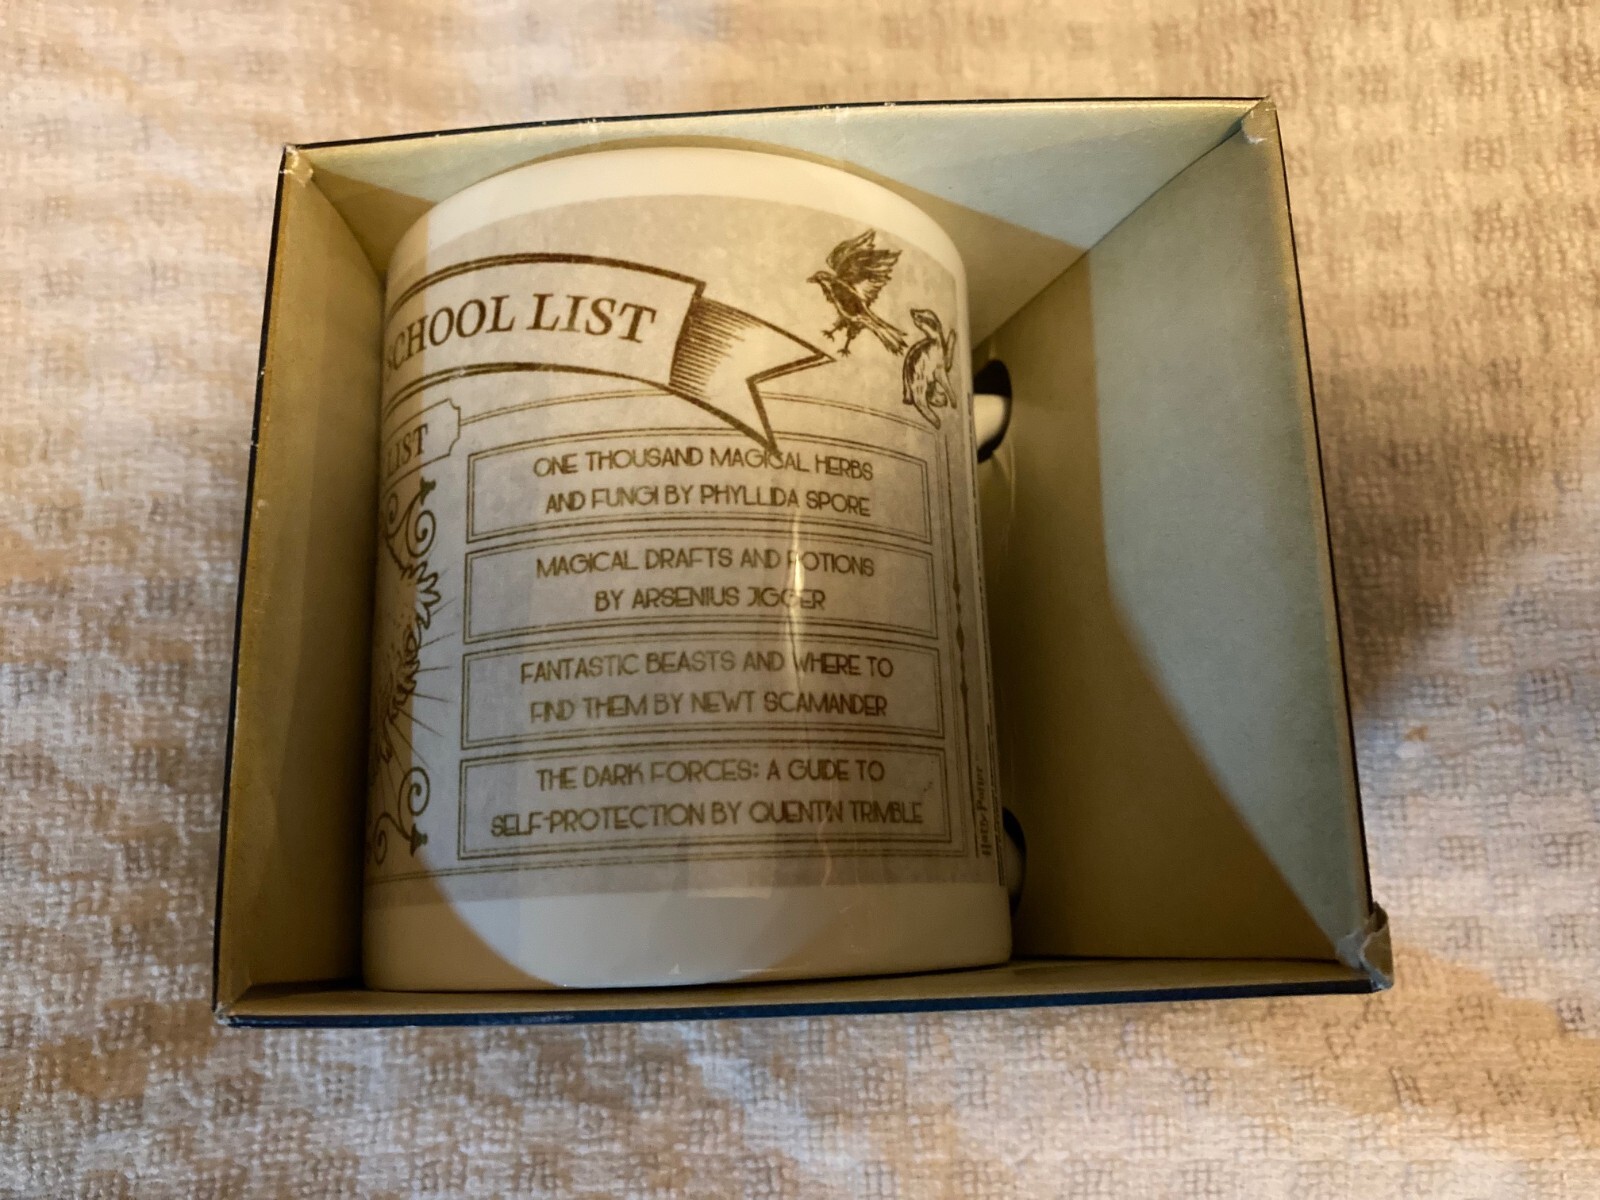 SCHOOL LIST
LIST
ONE THOUSAND MAGICAL HERBS
AND FUNGI BY PHYLLIDA SPORE
MAGICAL DRAFTS AND POTIONS
BY ARSENIUS JIGGER
FANTASTIC BEASTS AND WHERE TO
FIND THEM BY NEWT SCAMANDER
THE DARK FORCES: A GUIDE TO
SELF-PROTECTION BY QUENTIN TRIMBLE
Harry Potter